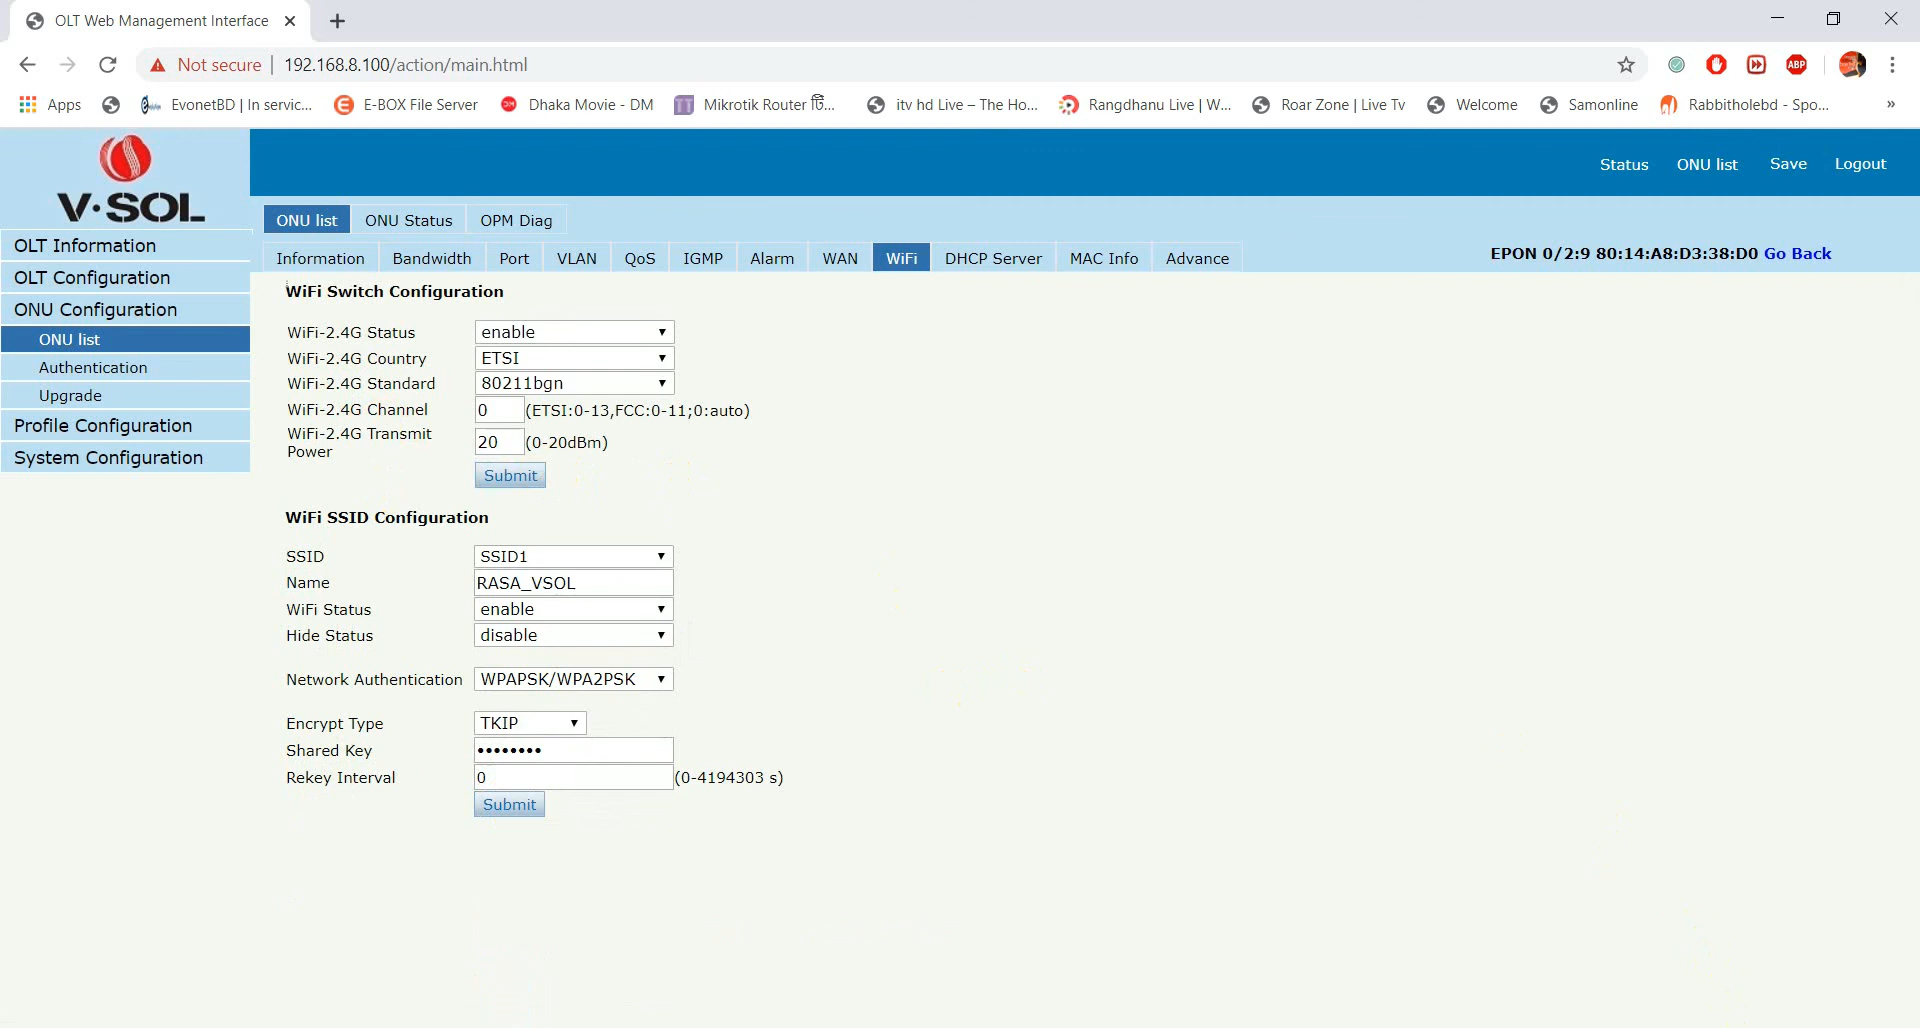 OLT Web Management Interface
Not secure | 192.168.8.100/action/main.html
ABP
Apps EvonetBD | In servic... E-BOX File Server Dhaka Movie - DM Mikrotik Router to... itv hd Live – The Ho... Rangdhanu Live | W... Roar Zone | Live Tv Welcome Samonline Rabbitholebd - Spo... »
V·SOL
Status ONU list Save Logout
ONU list ONU Status OPM Diag
Information Bandwidth Port VLAN QoS IGMP Alarm WAN WiFi DHCP Server MAC Info Advance
EPON 0/2:9 80:14:A8:D3:38:D0 Go Back
OLT Information
OLT Configuration
ONU Configuration
ONU list
Authentication
Upgrade
Profile Configuration
System Configuration
WiFi Switch Configuration
WiFi-2.4G Status enable
WiFi-2.4G Country ETSI
WiFi-2.4G Standard 80211bgn
WiFi-2.4G Channel 0 (ETSI:0-13,FCC:0-11;0:auto)
WiFi-2.4G Transmit
Power 20 (0-20dBm)
Submit
WiFi SSID Configuration
SSID SSID1
Name RASA_VSOL
WiFi Status enable
Hide Status disable
Network Authentication WPAPSK/WPA2PSK
Encrypt Type TKIP
Shared Key ••••••••
Rekey Interval 0 (0-4194303 s)
Submit